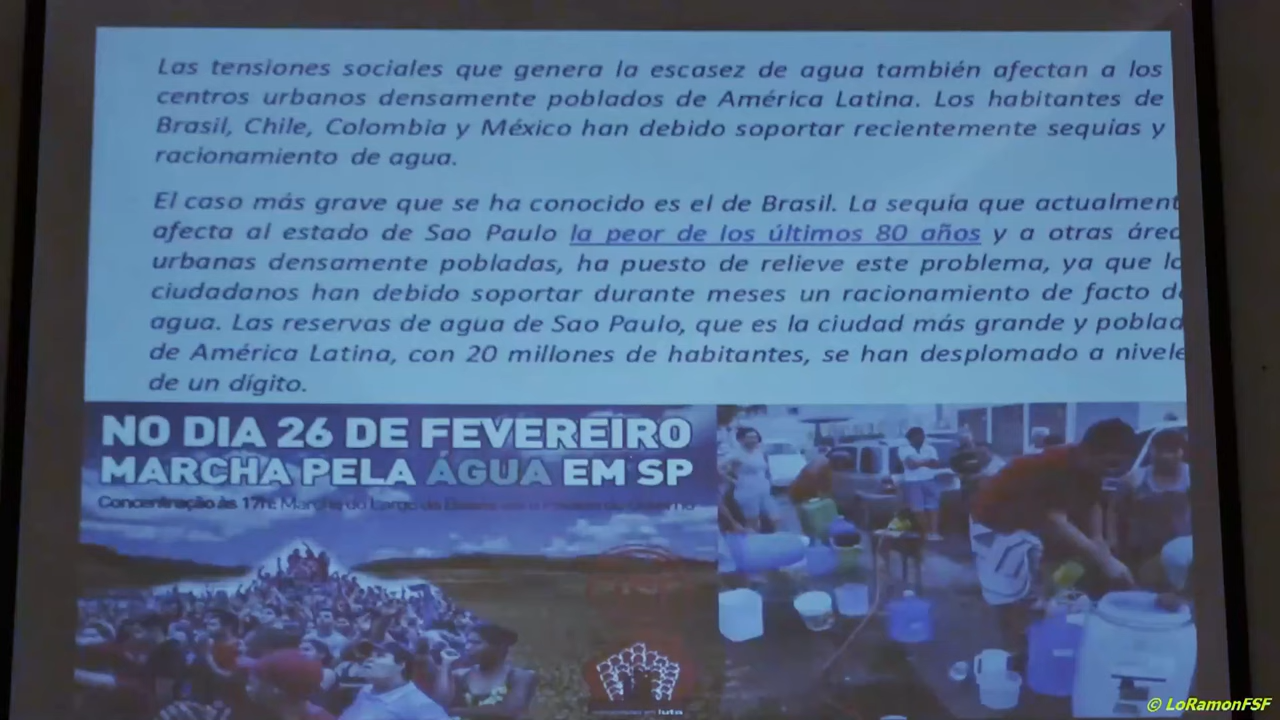 Las tensiones sociales que genera la escasez de agua también afectan a los
centros urbanos densamente poblados de América Latina. Los habitantes de
Brasil, Chile, Colombia y México han debido soportar recientemente sequias y
racionamiento de agua.
El caso más grave que se ha conocido es el de Brasil. La sequía que actualment
afecta al estado de Sao Paulo la peor de los últimos 80 años y a otras área
urbanas densamente pobladas, ha puesto de relieve este problema, ya que lo
ciudadanos han debido soportar durante meses un racionamiento de facto d
agua. Las reservas de agua de Sao Paulo, que es la ciudad más grande y poblad
de América Latina, con 20 millones de habitantes, se han desplomado a nivele
de un dígito.
NO DIA 26 DE FEVEREIRO
MARCHA PELA ÁGUA EM SP
Concentração às 17h: Marcha do Largo da
luta
© LoRamonFSF